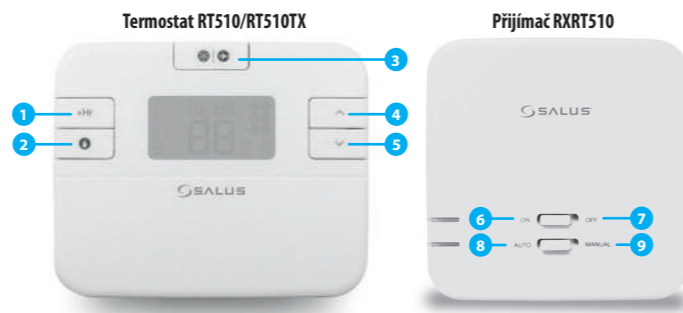 Termostat RT510/RT510TX
Přijímač RXRT510
3
1 +Hr
4
2
5
SALUS
SALUS
6 ON OFF 7
8 AUTO MANUAL 9